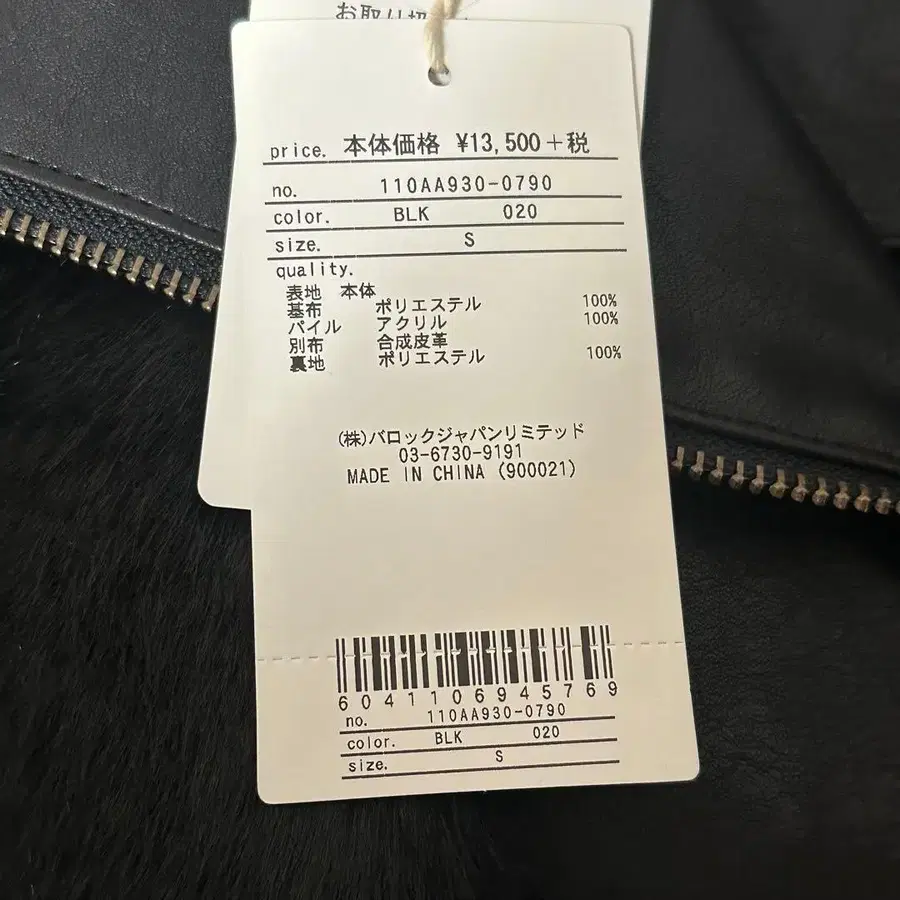 お取り扱
price. 本体価格 ¥13,500+税
no. 110AA930-0790
color. BLK 020
size. S
quality.
表地 本体
基布 ポリエステル 100%
パイル アクリル 100%
別布 合成皮革
裏地 ポリエステル 100%
(株)バロックジャパンリミテッド
03-6730-9191
MADE IN CHINA (900021)
6041106945769
no. 110AA930-0790
color. BLK 020
size. S